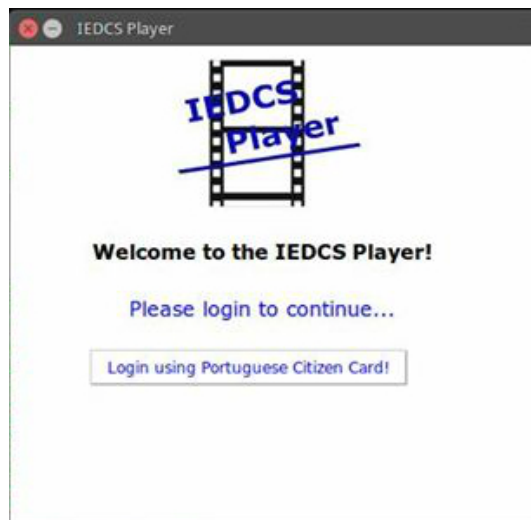 IEDCS Player
IEDCS
Player
Welcome to the IEDCS Player!
Please login to continue...
Login using Portuguese Citizen Card!